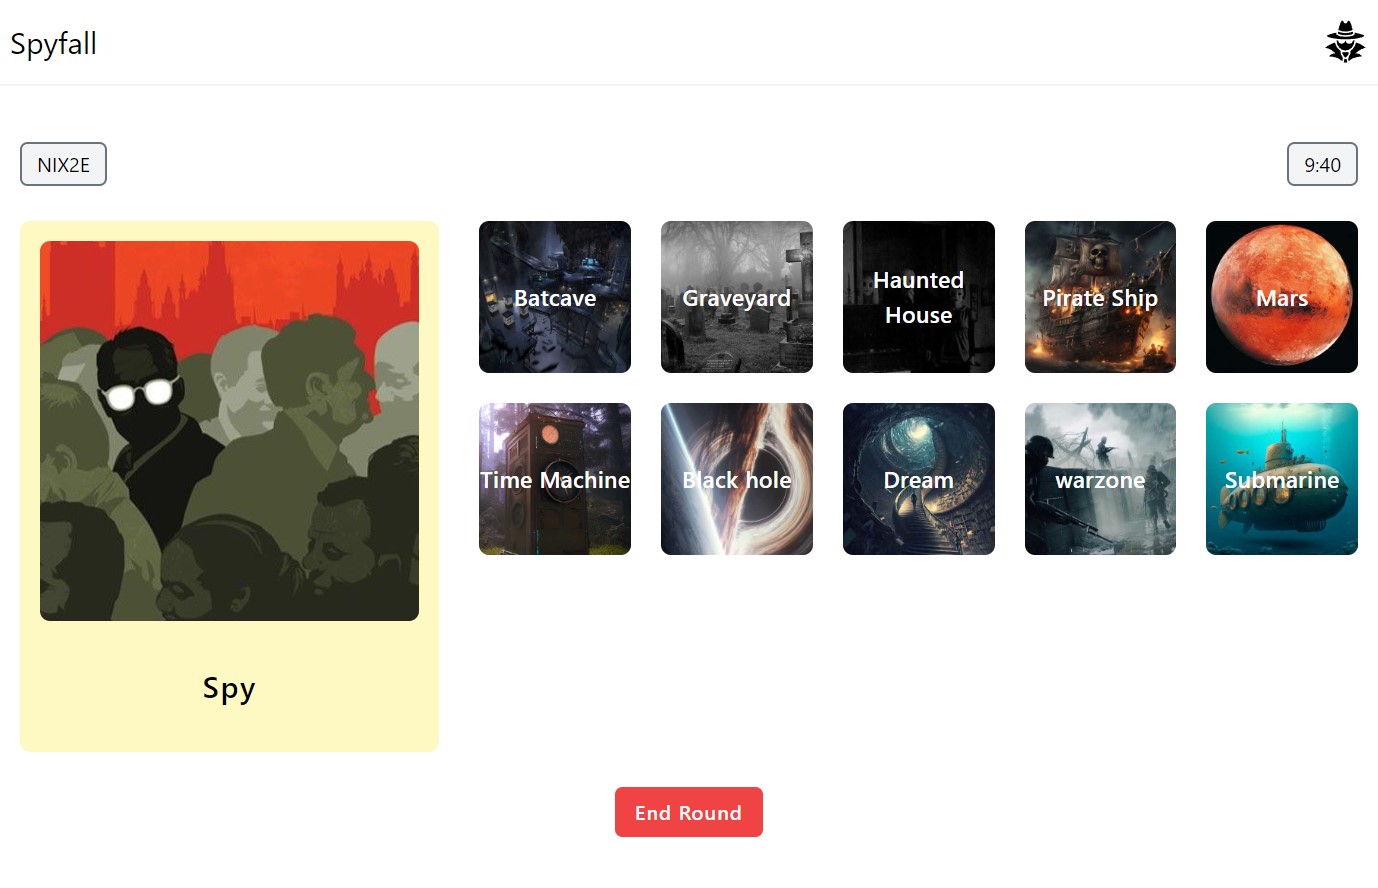 Spyfall
NIX2E
9:40
Batcave
Graveyard
Haunted
House
Pirate Ship
Mars
Time Machine
Black hole
Dream
warzone
Submarine
Spy
End Round